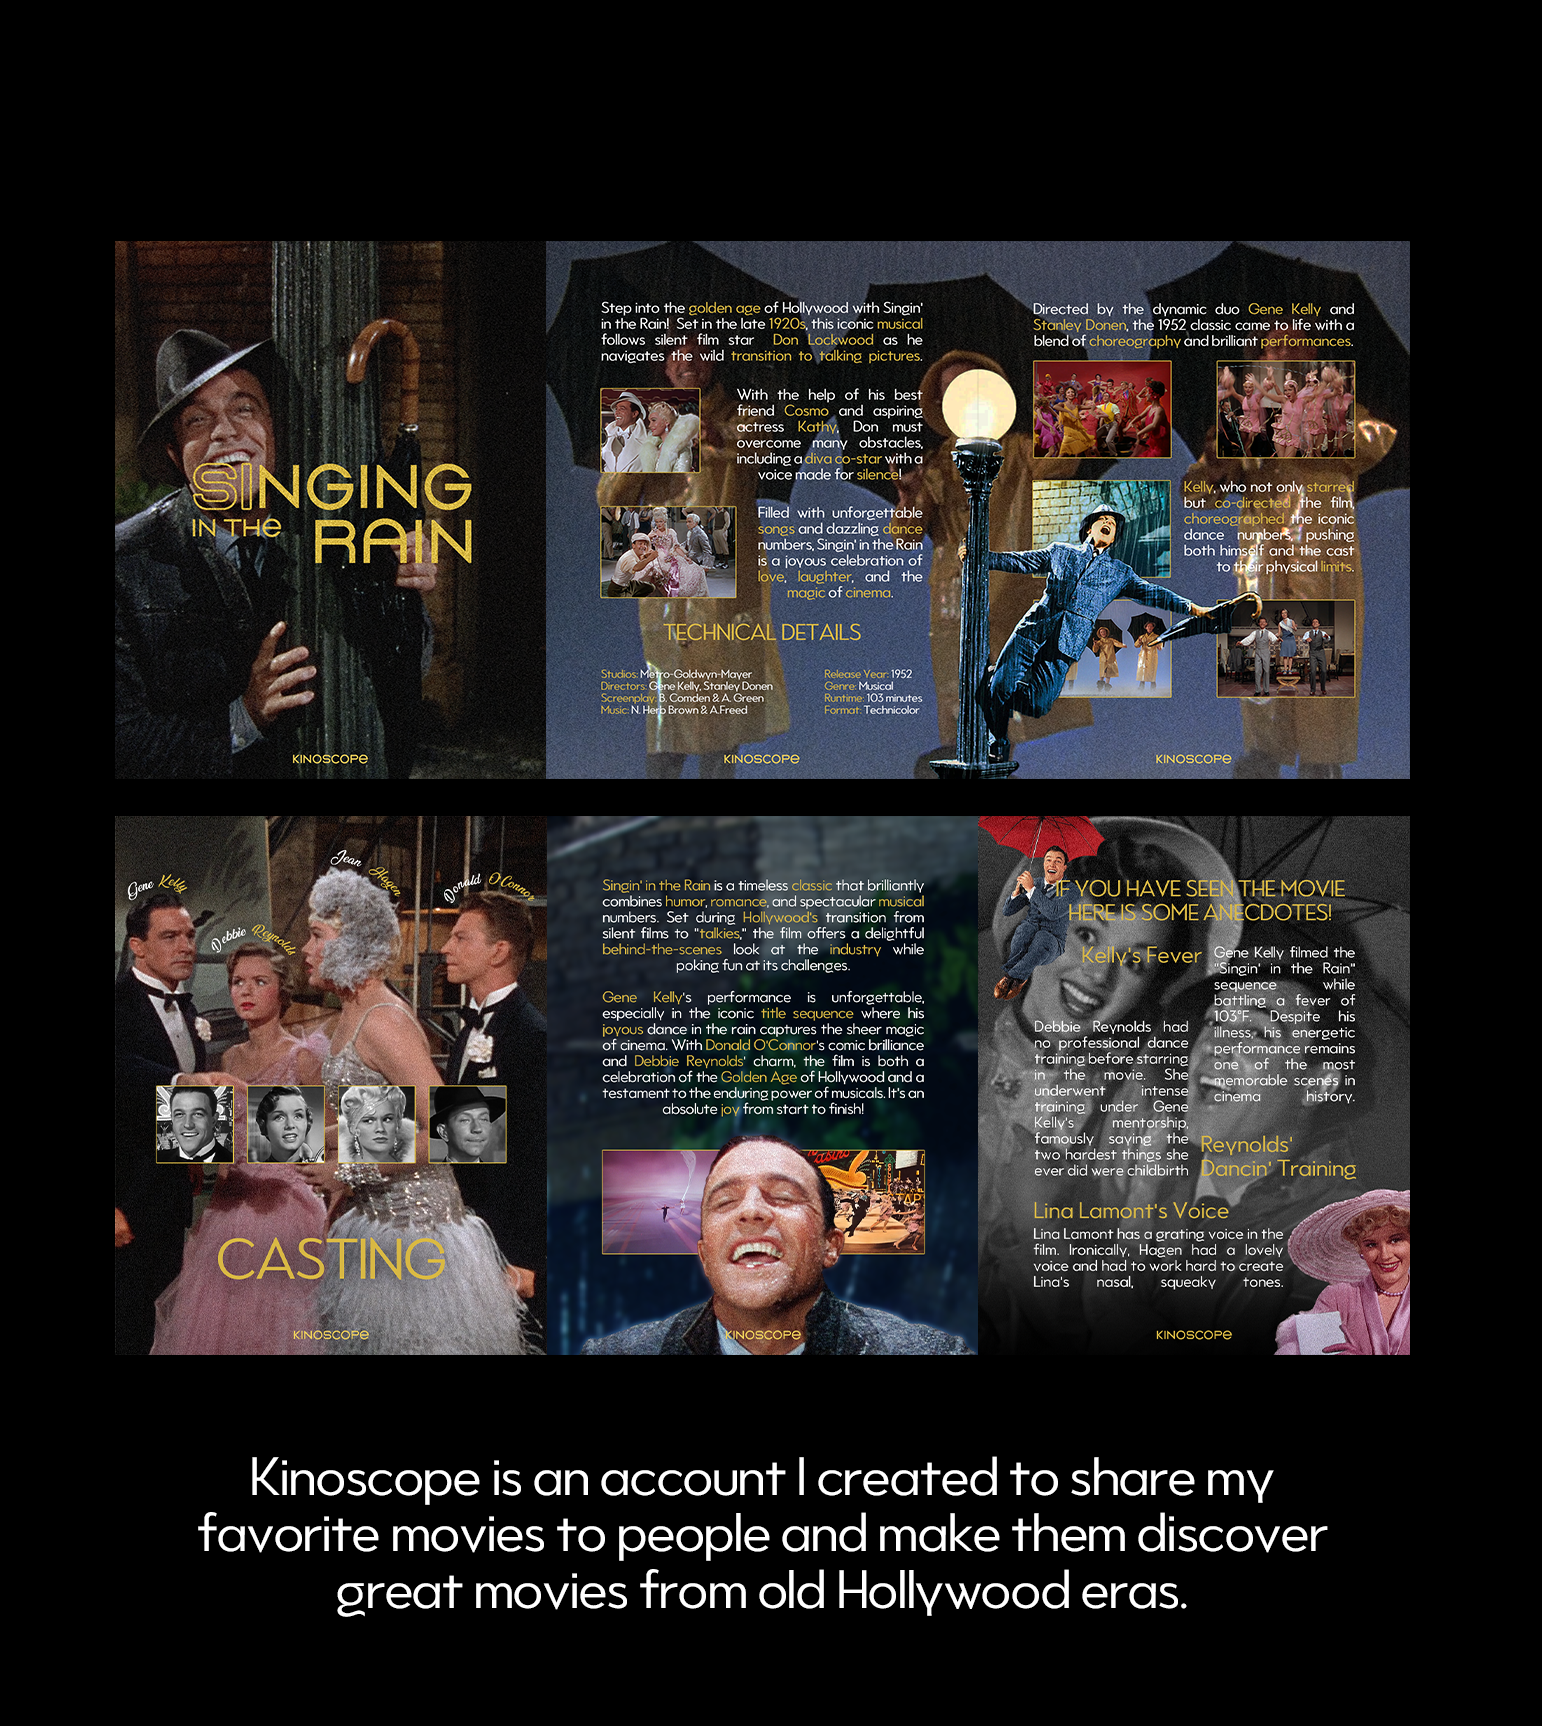 SINGING
IN THE RAIN
KINOSCOPE
Step into the golden age of Hollywood with Singin'
in the Rain! Set in the late 1920s, this iconic musical
follows silent film star Don Lockwood as he
navigates the wild transition to talking pictures.
With the help of his best
friend Cosmo and aspiring
actress Kathy, Don must
overcome many obstacles,
including a diva co-star with a
voice made for silence!
Filled with unforgettable
songs and dazzling dance
numbers, Singin' in the Rain
is a joyous celebration of
love, laughter, and the
magic of cinema.
TECHNICAL DETAILS
Studios: Metro-Goldwyn-Mayer
Directors: Gene Kelly, Stanley Donen
Screenplay: B. Comden & A. Green
Music: N. Herb Brown & A.Freed
Release Year: 1952
Genre: Musical
Runtime: 103 minutes
Format: Technicolor
KINOSCOPE
Directed by the dynamic duo Gene Kelly and
Stanley Donen, the 1952 classic came to life with a
blend of choreography and brilliant performances.
Kelly, who not only starred
but co-directed the film,
choreographed the iconic
dance numbers, pushing
both himself and the cast
to their physical limits.
KINOSCOPE
Gene Kelly
Debbie Reynolds
Jean Hagen
Donald O'Connor
CASTING
KINOSCOPE
Singin' in the Rain is a timeless classic that brilliantly
combines humor, romance, and spectacular musical
numbers. Set during Hollywood's transition from
silent films to "talkies," the film offers a delightful
behind-the-scenes look at the industry while
poking fun at its challenges.
Gene Kelly's performance is unforgettable,
especially in the iconic title sequence where his
joyous dance in the rain captures the sheer magic
of cinema. With Donald O'Connor's comic brilliance
and Debbie Reynolds' charm, the film is both a
celebration of the Golden Age of Hollywood and a
testament to the enduring power of musicals. It's an
absolute joy from start to finish!
Casino
TAP
KINOSCOPE
IF YOU HAVE SEEN THE MOVIE
HERE IS SOME ANECDOTES!
Kelly's Fever
Gene Kelly filmed the
"Singin' in the Rain"
sequence while
battling a fever of
103°F. Despite his
illness, his energetic
performance remains
one of the most
memorable scenes in
cinema history.
Debbie Reynolds had
no professional dance
training before starring
in the movie. She
underwent intense
training under Gene
Kelly's mentorship,
famously saying the
two hardest things she
ever did were childbirth
Reynolds'
Dancin' Training
Lina Lamont's Voice
Lina Lamont has a grating voice in the
film. Ironically, Hagen had a lovely
voice and had to work hard to create
Lina's nasal, squeaky tones.
KINOSCOPE
Kinoscope is an account I created to share my
favorite movies to people and make them discover
great movies from old Hollywood eras.